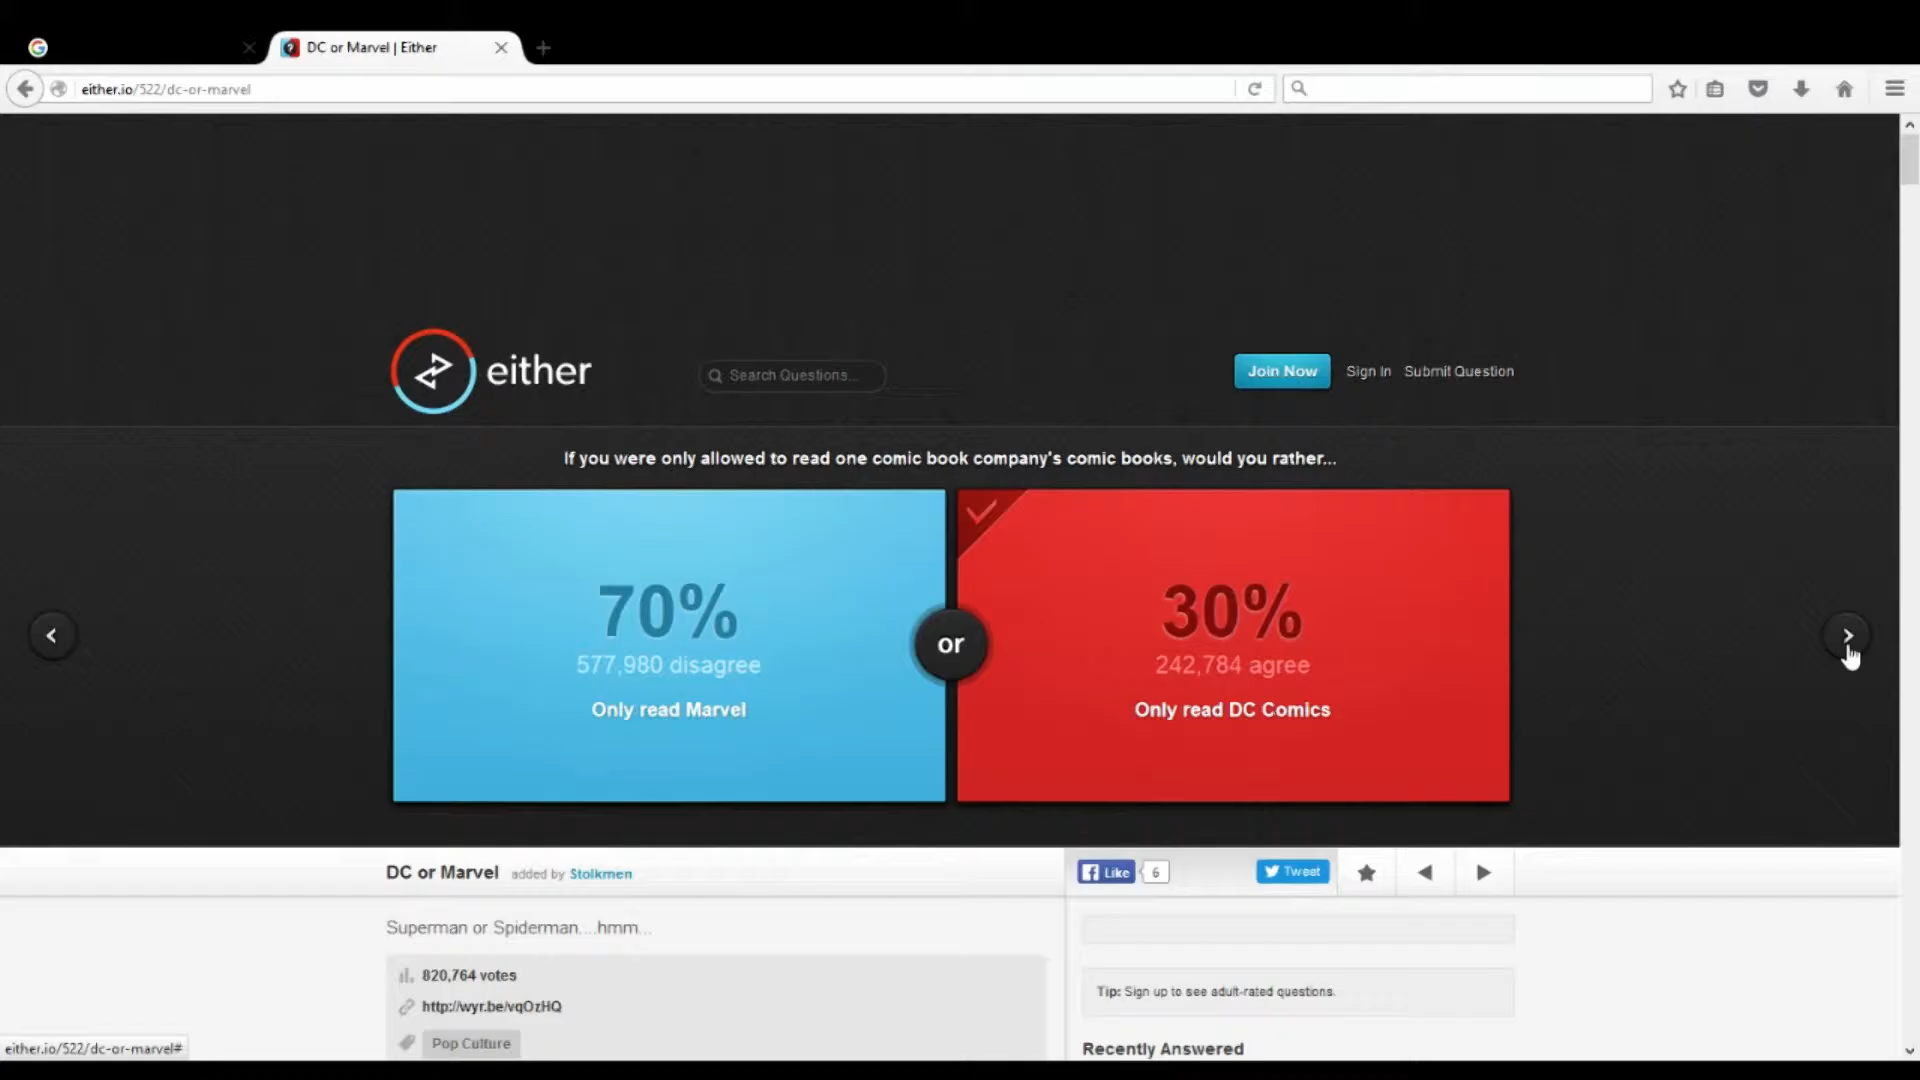 DC or Marvel | Either
either.io/522/dc-or-marvel
either
Search Questions...
Join Now
Sign In
Submit Question
If you were only allowed to read one comic book company's comic books, would you rather...
70%
577,980 disagree
Only read Marvel
or
30%
242,784 agree
Only read DC Comics
DC or Marvel added by Stolkmen
Like 6
Tweet
Superman or Spiderman....hmm...
820,764 votes
http://wyr.be/vqOzHQ
Pop Culture
Tip: Sign up to see adult-rated questions.
Recently Answered
either.io/522/dc-or-marvel#